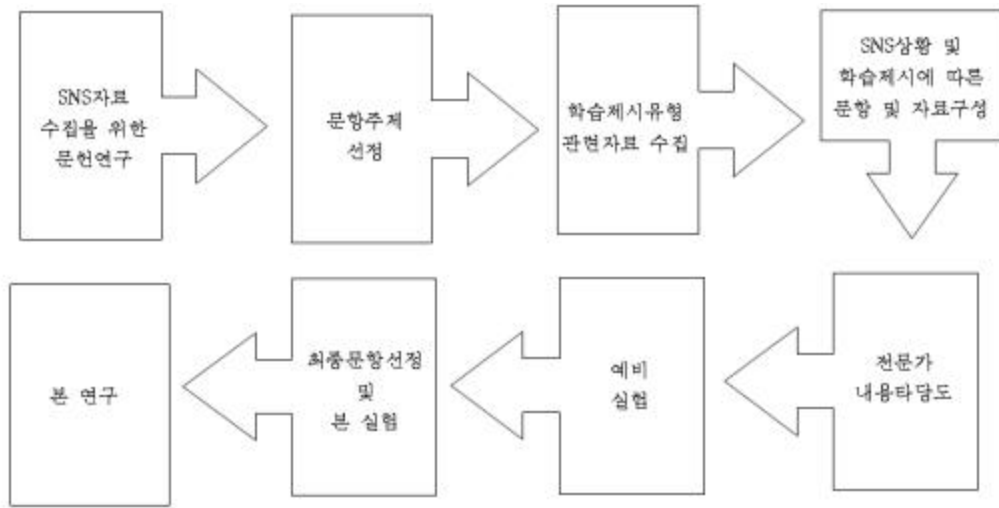 SNS자료
수집을 위한
문헌연구
문항주제
선정
학습제시유형
관련자료 수집
SNS상황 및
학습제시에 따른
문항 및 자료구성
전문가
내용타당도
예비
실험
최종문항선정
및
본 실험
본 연구